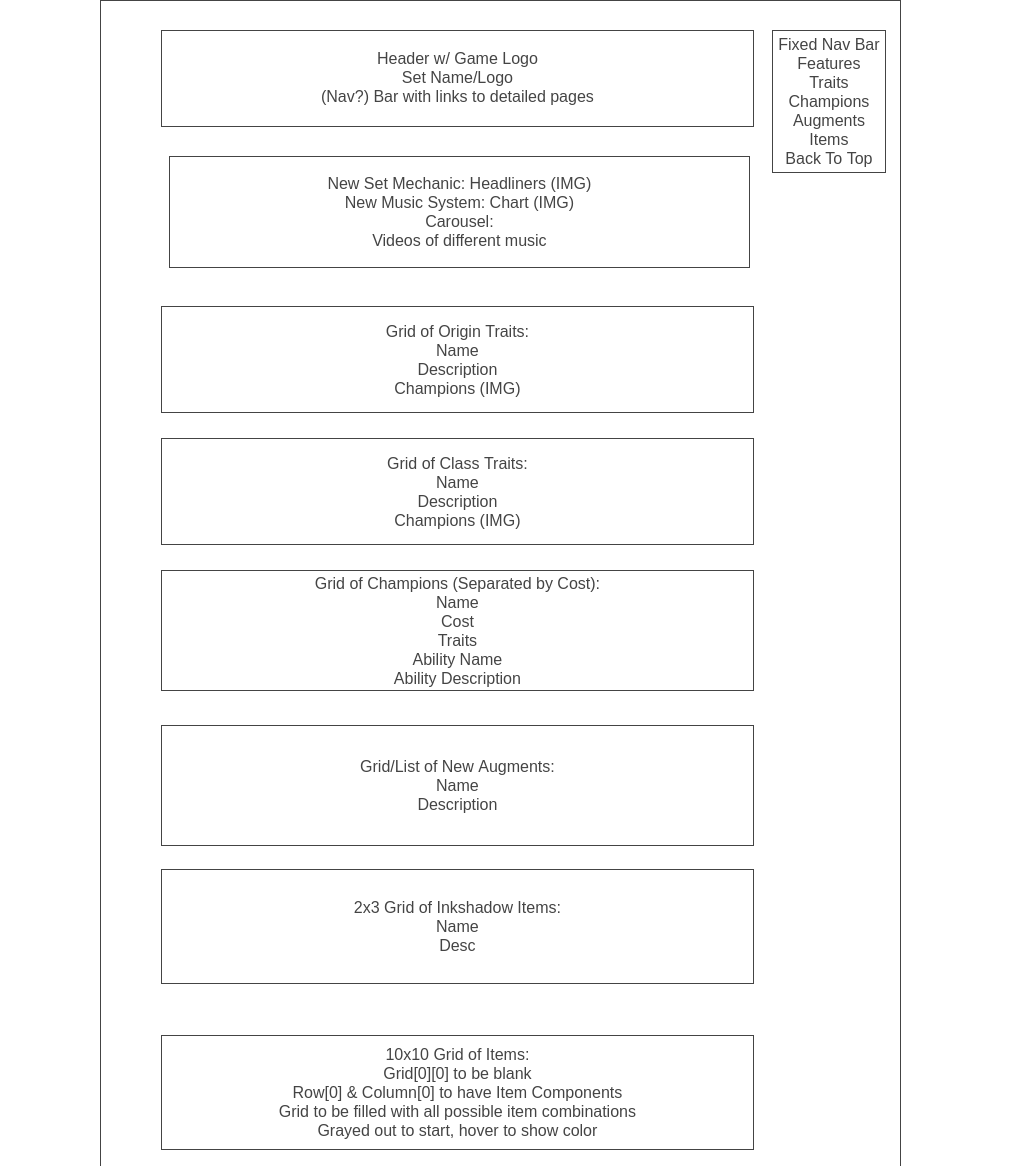 Header w/ Game Logo
Set Name/Logo
(Nav?) Bar with links to detailed pages
Fixed Nav Bar
Features
Traits
Champions
Augments
Items
Back To Top
New Set Mechanic: Headliners (IMG)
New Music System: Chart (IMG)
Carousel:
Videos of different music
Grid of Origin Traits:
Name
Description
Champions (IMG)
Grid of Class Traits:
Name
Description
Champions (IMG)
Grid of Champions (Separated by Cost):
Name
Cost
Traits
Ability Name
Ability Description
Grid/List of New Augments:
Name
Description
2x3 Grid of Inkshadow Items:
Name
Desc
10x10 Grid of Items:
Grid[0][0] to be blank
Row[0] & Column[0] to have Item Components
Grid to be filled with all possible item combinations
Grayed out to start, hover to show color